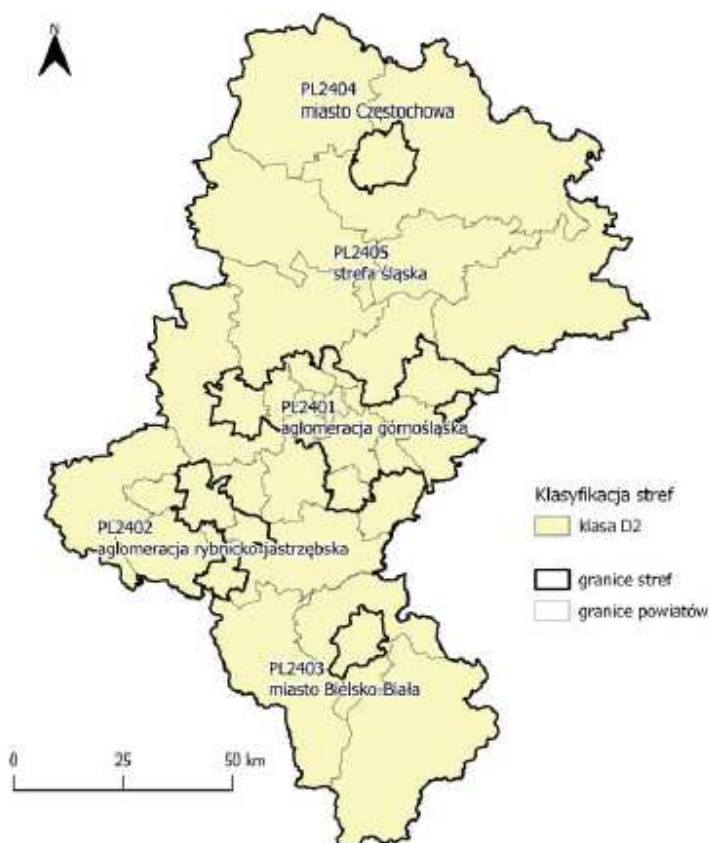 N
PL2404
miasto Częstochowa
PL2405
strefa śląska
PL2401
aglomeracja górnośląska
PL2402
aglomeracja rybnicko-jastrzębska
PL2403
miasto Bielsko-Biała
Klasyfikacja stref
klasa D2
granice stref
granice powiatów
0 25 50 km